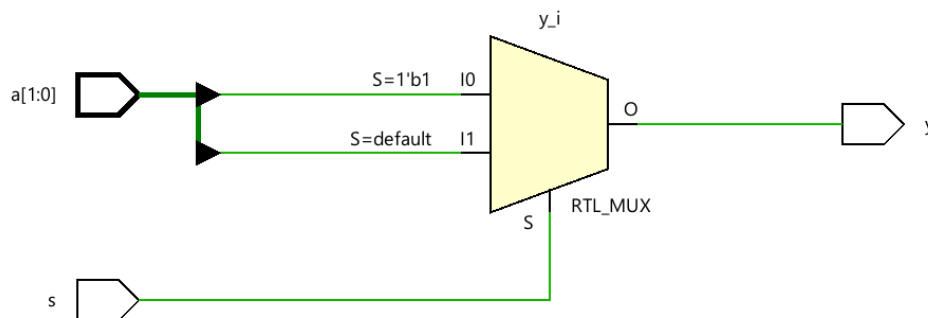 y_i
a[1:0]
S=1'b1 I0
S=default I1
O
y
S
RTL_MUX
s